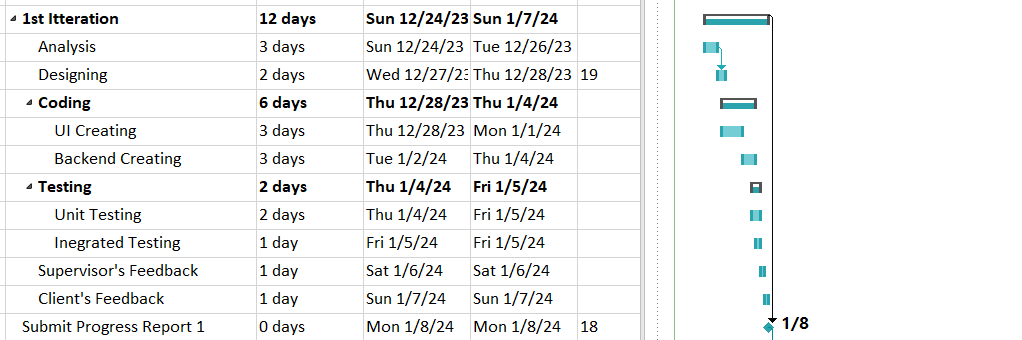 1st Itteration 12 days Sun 12/24/23 Sun 1/7/24
Analysis 3 days Sun 12/24/23 Tue 12/26/23
Designing 2 days Wed 12/27/23 Thu 12/28/23 19
Coding 6 days Thu 12/28/23 Thu 1/4/24
UI Creating 3 days Thu 12/28/23 Mon 1/1/24
Backend Creating 3 days Tue 1/2/24 Thu 1/4/24
Testing 2 days Thu 1/4/24 Fri 1/5/24
Unit Testing 2 days Thu 1/4/24 Fri 1/5/24
Inegrated Testing 1 day Fri 1/5/24 Fri 1/5/24
Supervisor's Feedback 1 day Sat 1/6/24 Sat 1/6/24
Client's Feedback 1 day Sun 1/7/24 Sun 1/7/24
Submit Progress Report 1 0 days Mon 1/8/24 Mon 1/8/24 18 1/8